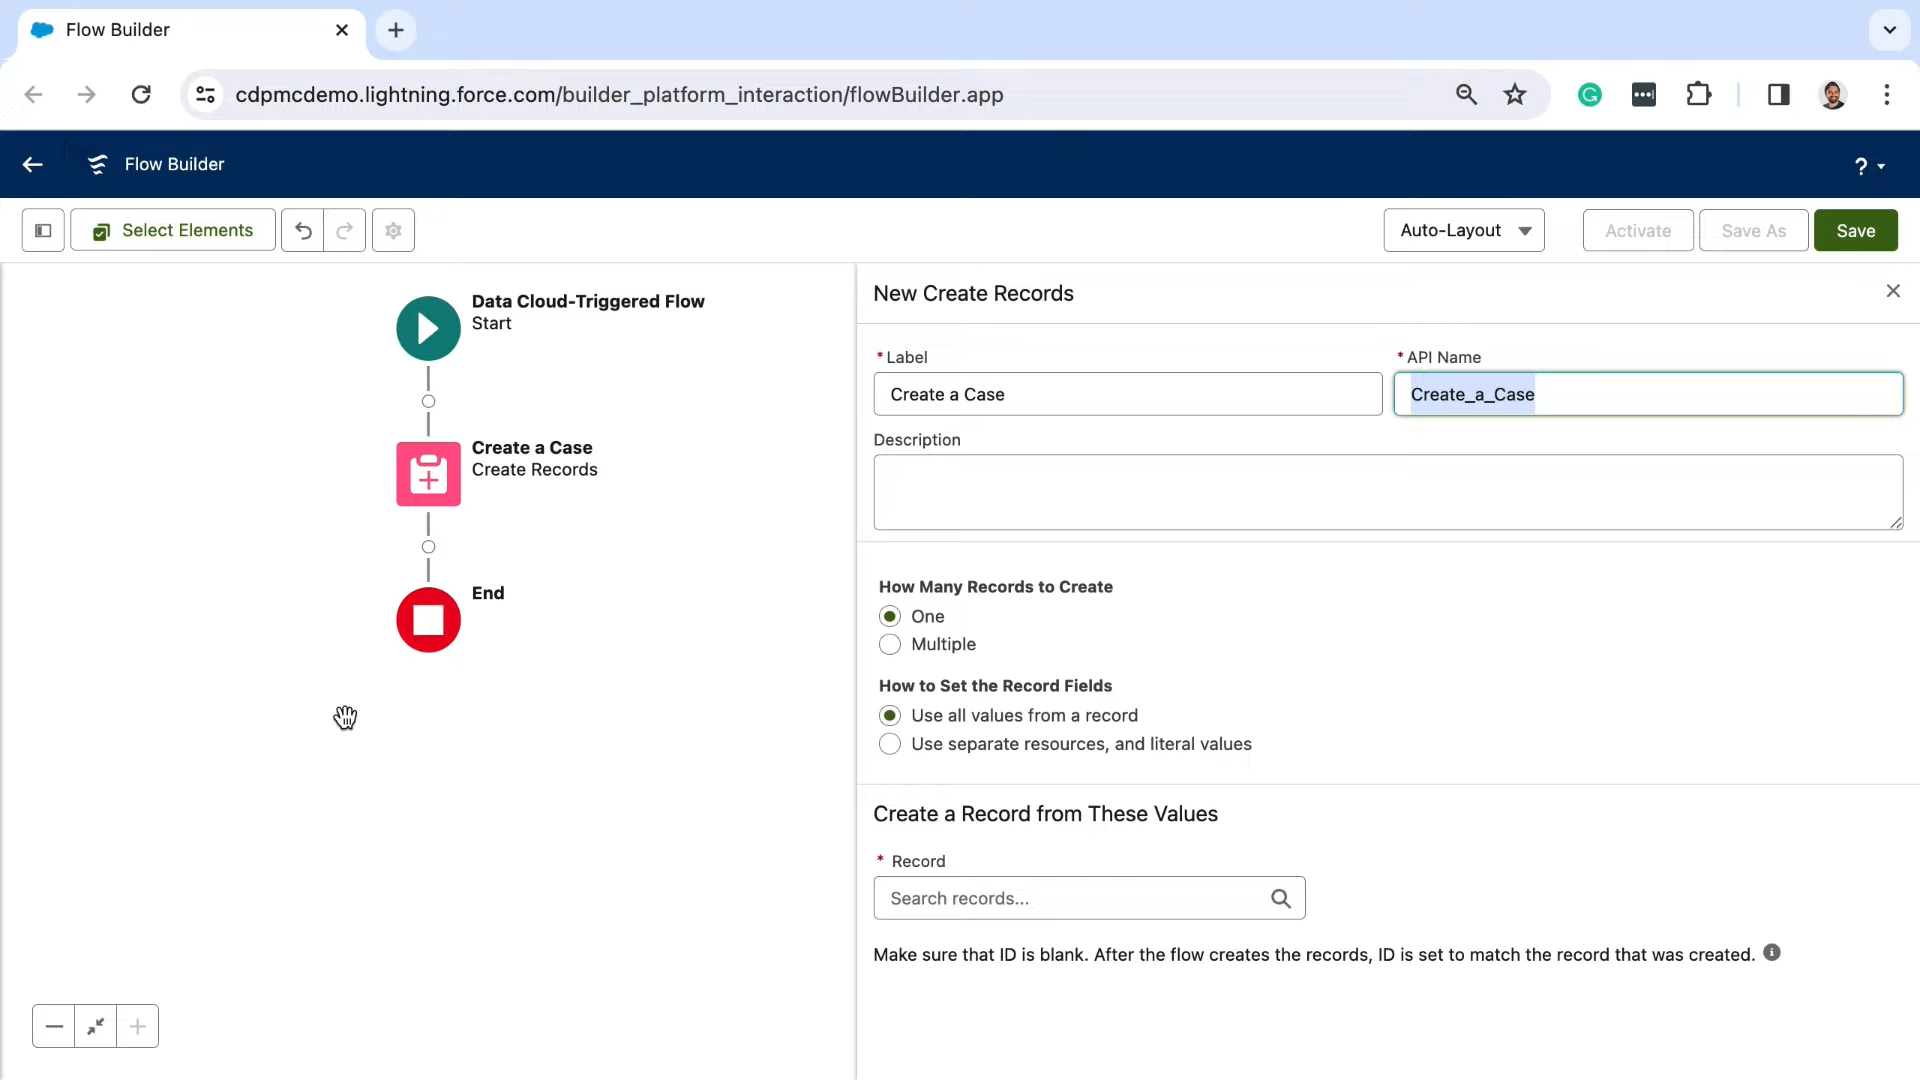 Flow Builder
cdpmcdemo.lightning.force.com/builder_platform_interaction/flowBuilder.app
Flow Builder
?
Select Elements
Auto-Layout
Activate
Save As
Save
Data Cloud-Triggered Flow
Start
Create a Case
Create Records
End
New Create Records
* Label
Create a Case
* API Name
Create_a_Case
Description
How Many Records to Create
One
Multiple
How to Set the Record Fields
Use all values from a record
Use separate resources, and literal values
Create a Record from These Values
* Record
Search records...
Make sure that ID is blank. After the flow creates the records, ID is set to match the record that was created.